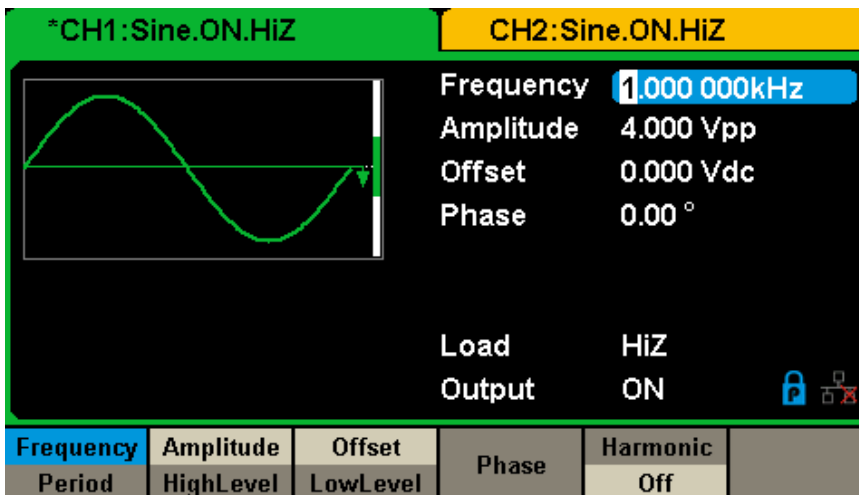 *CH1:Sine.ON.HiZ CH2:Sine.ON.HiZ
Frequency 1.000 000kHz
Amplitude 4.000 Vpp
Offset 0.000 Vdc
Phase 0.00 °
Load HiZ
Output ON P
Frequency Amplitude Offset Phase Harmonic
Period HighLevel LowLevel Off